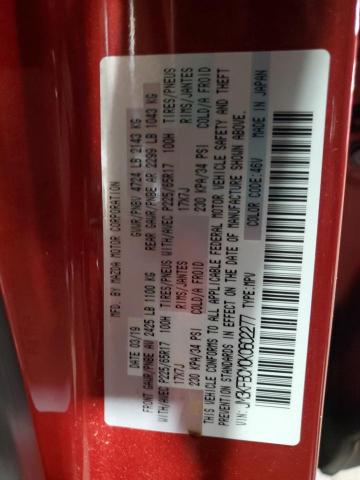 MFD. BY MAZDA MOTOR CORPORATION
DATE: 03/19 GVWR/PNBV 4724 LB 2143 KG
FRONT GAWR/PNBE AV 2425 LB 1100 KG REAR GAWR/PNBE AR 2299 LB 1043 KG
WITH/AVEC P225/65R17 100H TIRES/PNEUS WITH/AVEC P225/65R17 100H TIRES/PNEUS
17X7J RIMS/JANTES 17X7J RIMS/JANTES
230 KPA/34 PSI COLD/A FROID 230 KPA/34 PSI COLD/A FROID
THIS VEHICLE CONFORMS TO ALL APPLICABLE FEDERAL MOTOR VEHICLE SAFETY AND THEFT
PREVENTION STANDARDS IN EFFECT ON THE DATE OF MANUFACTURE SHOWN ABOVE.
TYPE:MPV COLOR CODE:46V MADE IN JAPAN